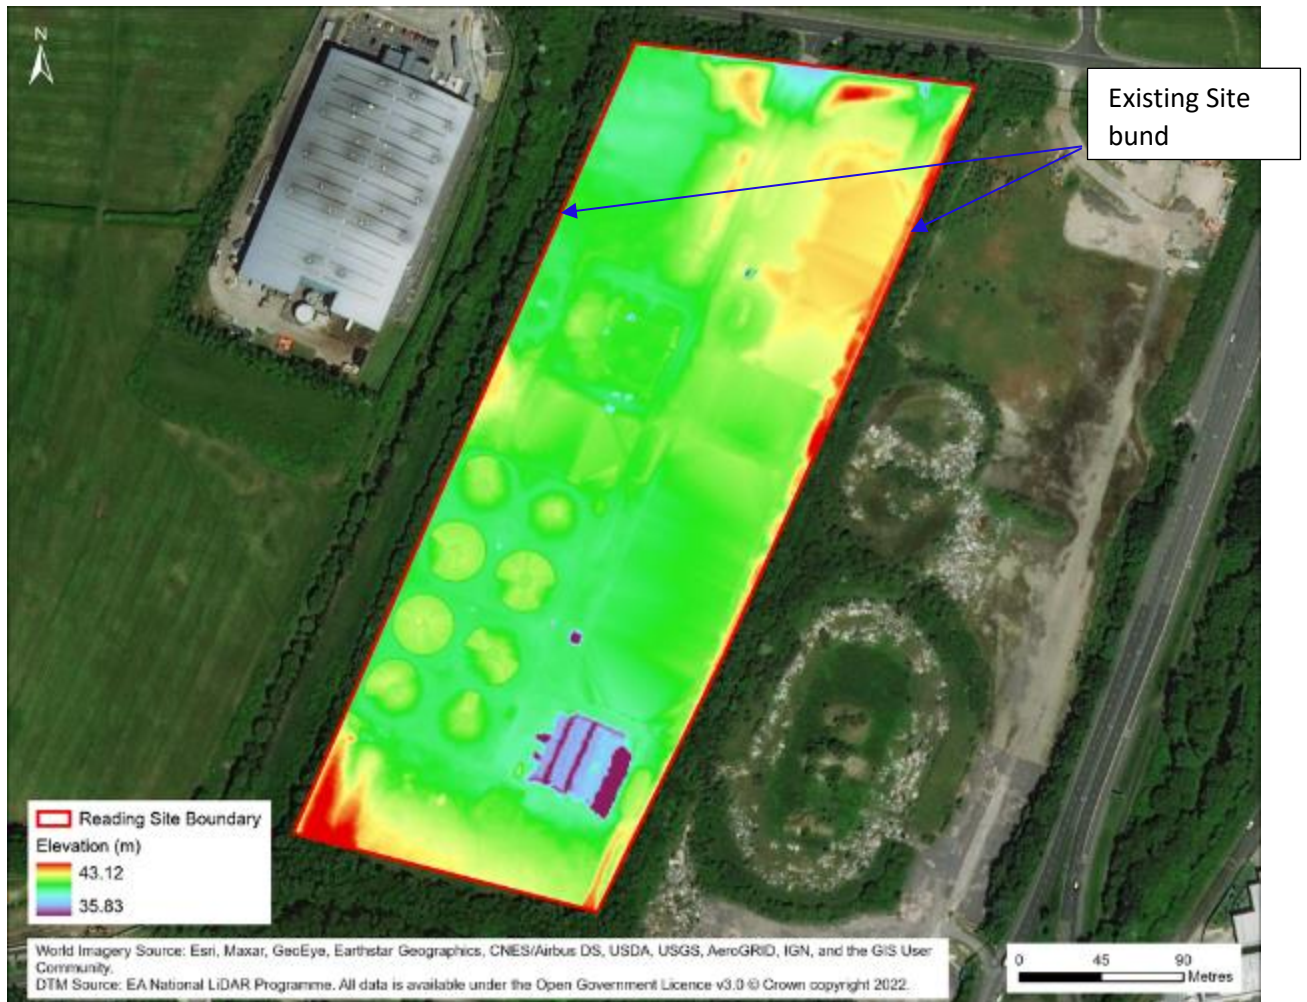 N
Existing Site
bund
Reading Site Boundary
Elevation (m)
43.12
35.83
World Imagery Source: Esri, Maxar, GeoEye, Earthstar Geographics, CNES/Airbus DS, USDA, USGS, AeroGRID, IGN, and the GIS User
Community.
DTM Source: EA National LiDAR Programme. All data is available under the Open Government Licence v3.0 © Crown copyright 2022.
0 45 90
Metres